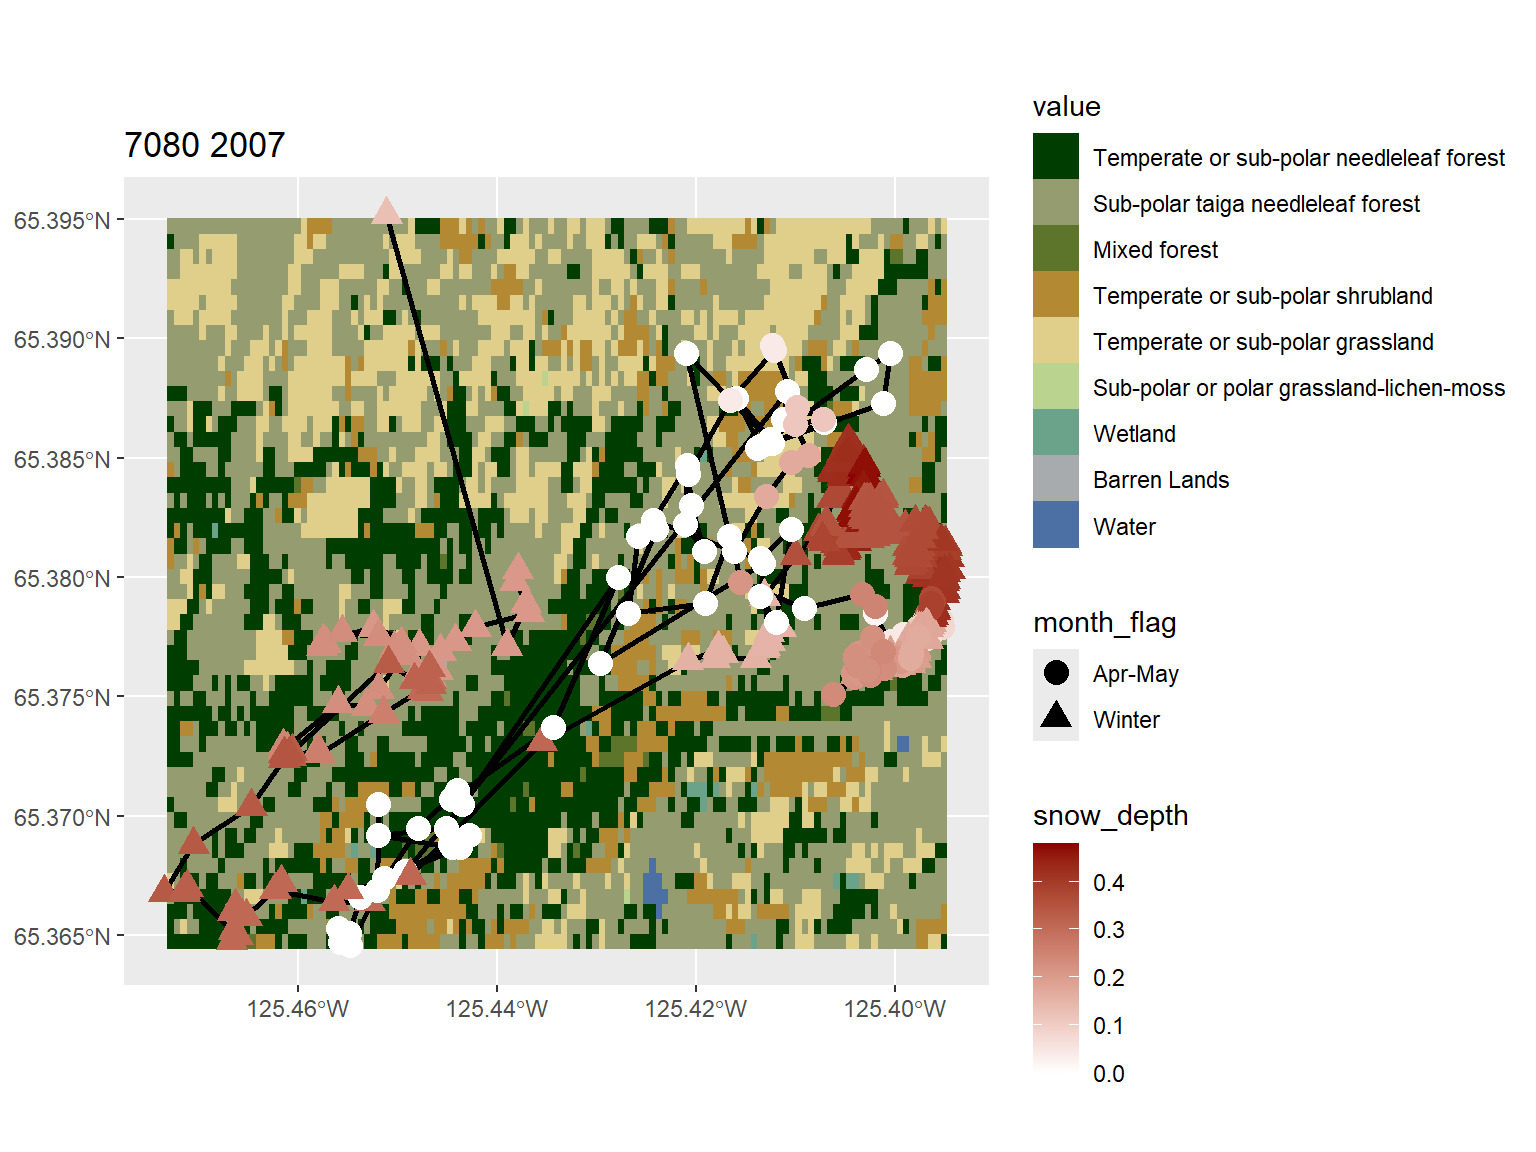 7080 2007
65.395°N
65.390°N
65.385°N
65.380°N
65.375°N
65.370°N
65.365°N
125.46°W
125.44°W
125.42°W
125.40°W
value
Temperate or sub-polar needleleaf forest
Sub-polar taiga needleleaf forest
Mixed forest
Temperate or sub-polar shrubland
Temperate or sub-polar grassland
Sub-polar or polar grassland-lichen-moss
Wetland
Barren Lands
Water
month_flag
Apr-May
Winter
snow_depth
0.4
0.3
0.2
0.1
0.0